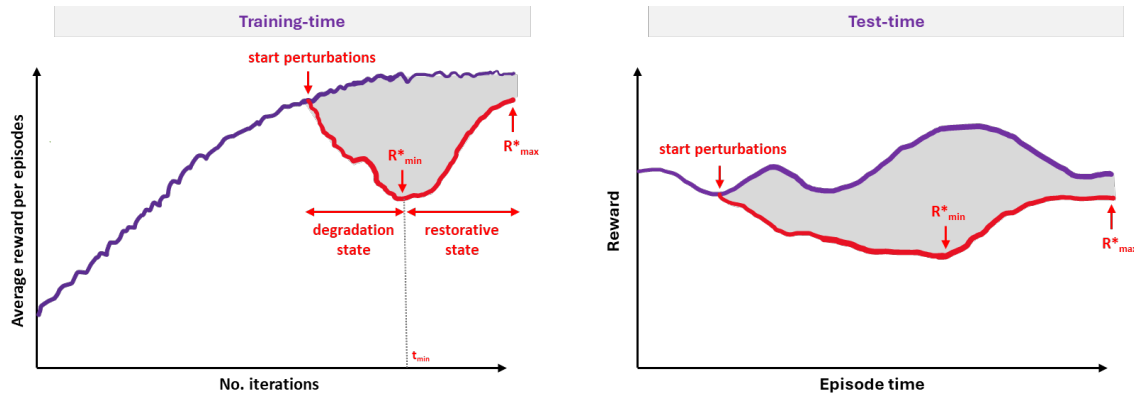 Training-time
start perturbations
Average reward per episodes
R*min
R*max
degradation
state
restorative
state
tmin
No. iterations
Test-time
start perturbations
Reward
R*min
R*max
Episode time